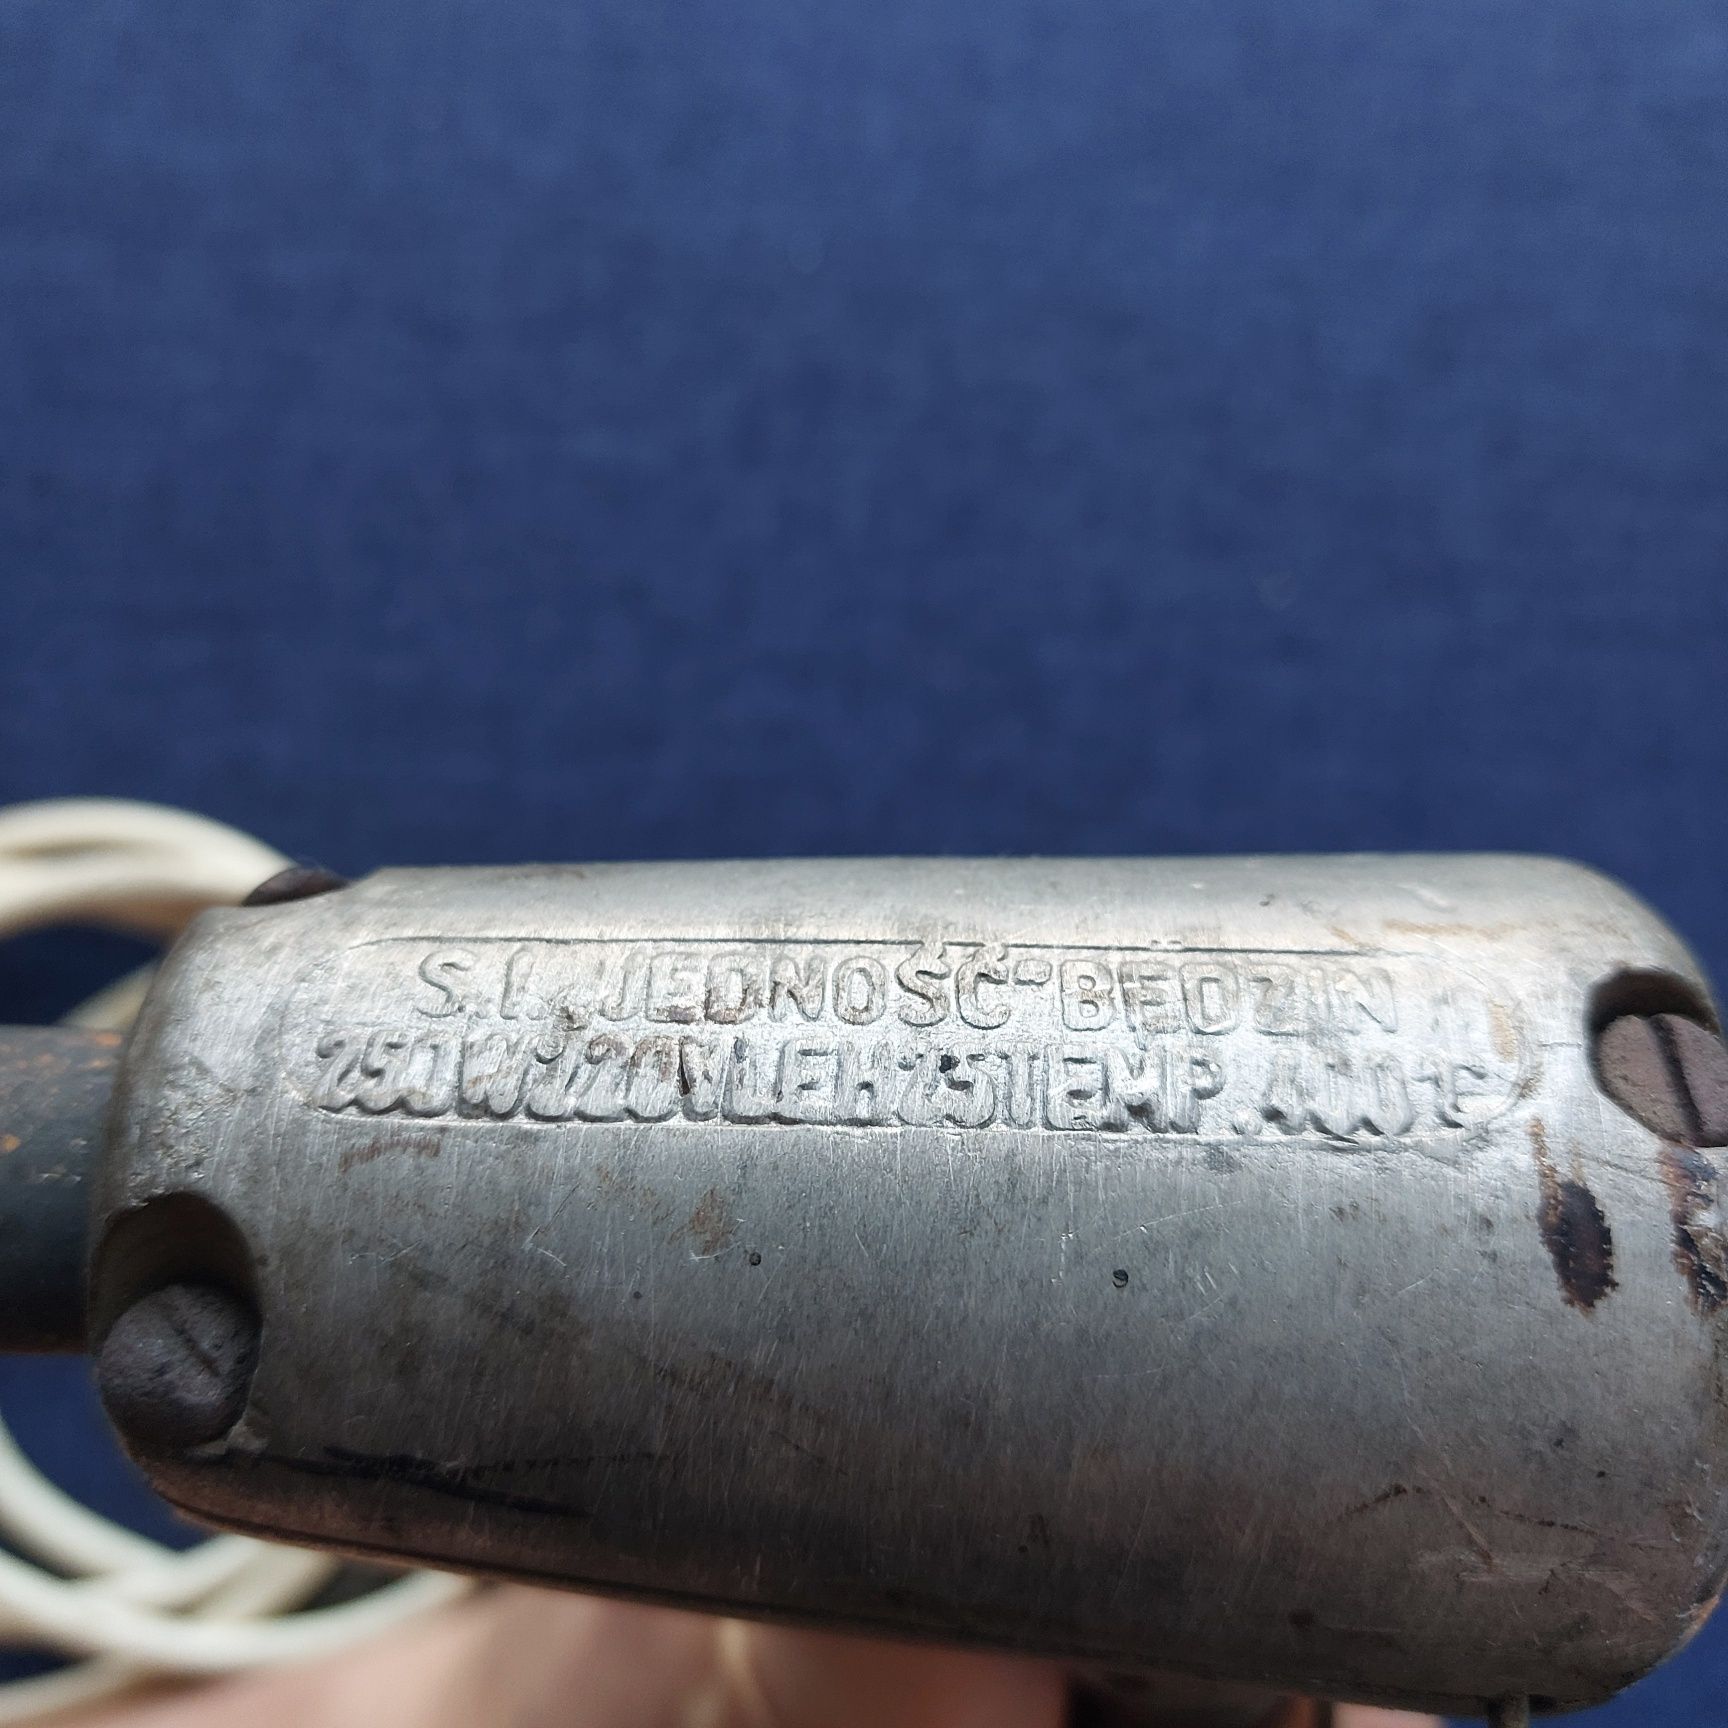 S.I. „JEDNOŚĆ" BĘDZIN
250W 220V LEH 25 TEMP. 400°C